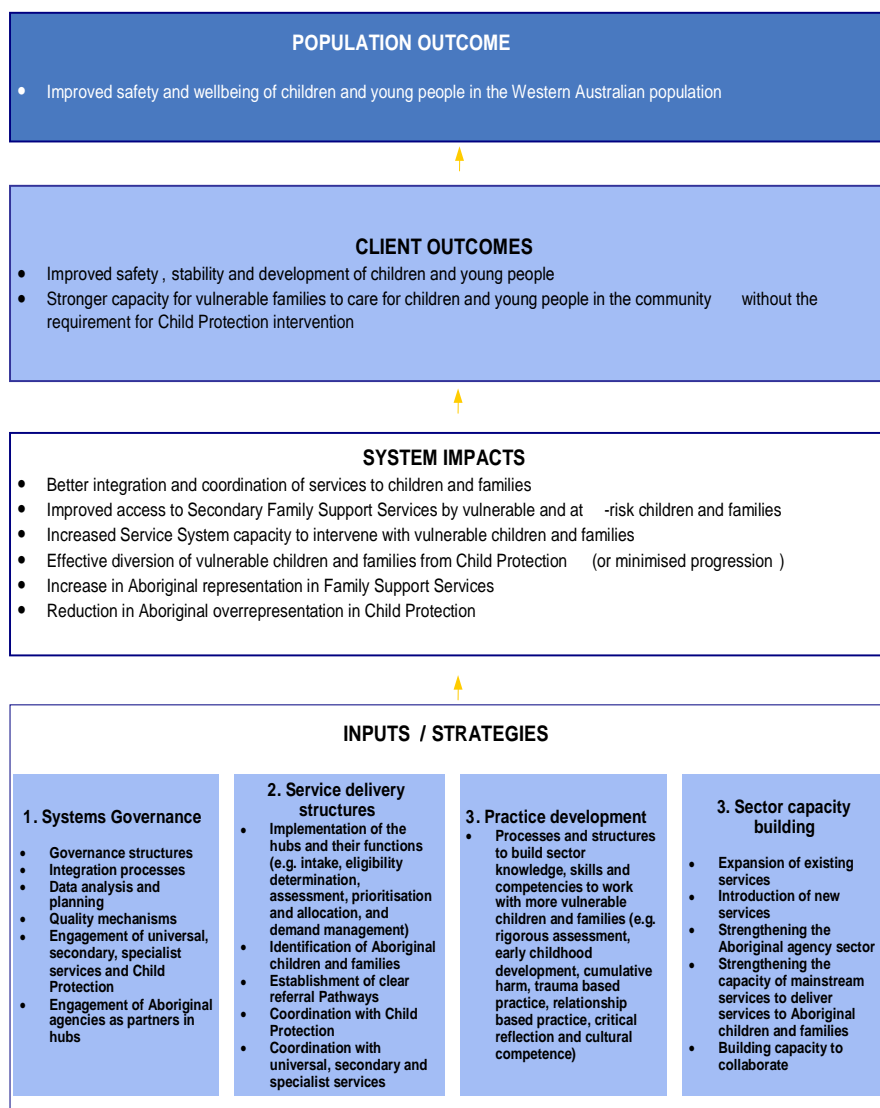 POPULATION OUTCOME
• Improved safety and wellbeing of children and young people in the Western Australian population
CLIENT OUTCOMES
• Improved safety , stability and development of children and young people
• Stronger capacity for vulnerable families to care for children and young people in the community without the
requirement for Child Protection intervention
SYSTEM IMPACTS
• Better integration and coordination of services to children and families
• Improved access to Secondary Family Support Services by vulnerable and at -risk children and families
• Increased Service System capacity to intervene with vulnerable children and families
• Effective diversion of vulnerable children and families from Child Protection (or minimised progression )
• Increase in Aboriginal representation in Family Support Services
• Reduction in Aboriginal overrepresentation in Child Protection
INPUTS / STRATEGIES
1. Systems Governance
• Governance structures
• Integration processes
• Data analysis and
planning
• Quality mechanisms
• Engagement of universal,
secondary, specialist
services and Child
Protection
• Engagement of Aboriginal
agencies as partners in
hubs
2. Service delivery
structures
• Implementation of the
hubs and their functions
(e.g. intake, eligibility
determination,
assessment, prioritisation
and allocation, and
demand management)
• Identification of Aboriginal
children and families
• Establishment of clear
referral Pathways
• Coordination with Child
Protection
• Coordination with
universal, secondary and
specialist services
3. Practice development
• Processes and structures
to build sector
knowledge, skills and
competencies to work
with more vulnerable
children and families (e.g.
rigorous assessment,
early childhood
development, cumulative
harm, trauma based
practice, relationship
based practice, critical
reflection and cultural
competence)
3. Sector capacity
building
• Expansion of existing
services
• Introduction of new
services
• Strengthening the
Aboriginal agency sector
• Strengthening the
capacity of mainstream
services to deliver
services to Aboriginal
children and families
• Building capacity to
collaborate